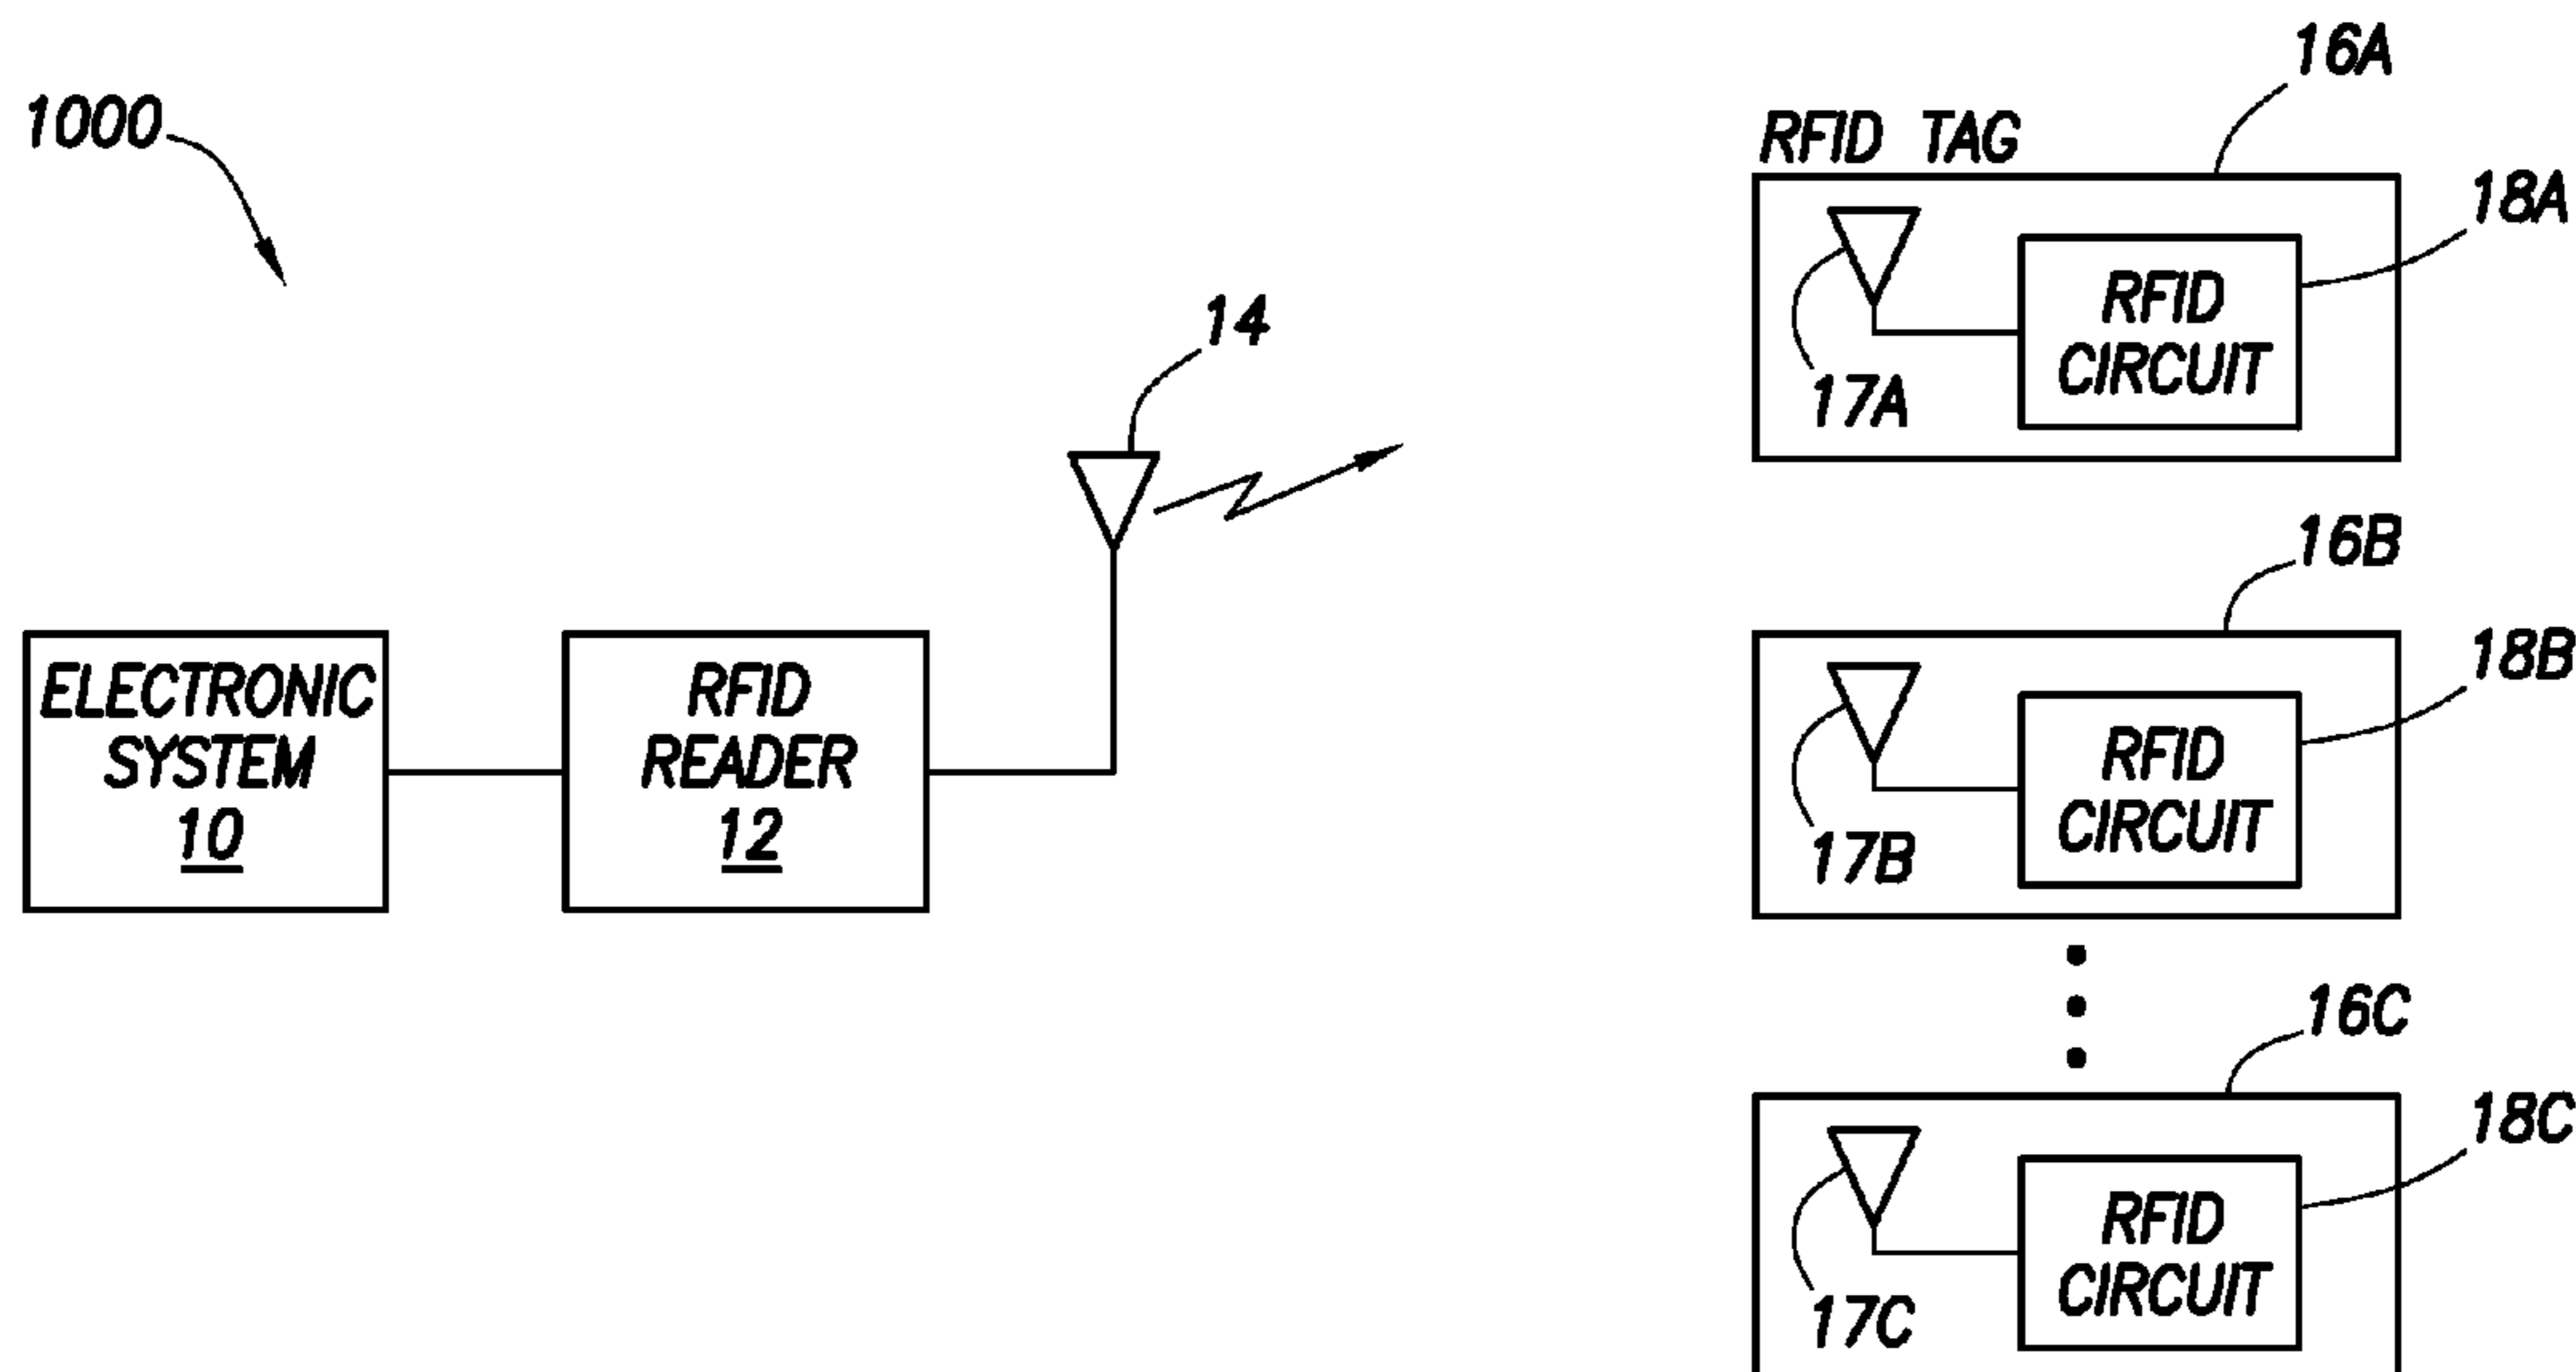 1000
14
ELECTRONIC
SYSTEM
10
RFID
READER
12
16A
RFID TAG
18A
RFID
CIRCUIT
17A
16B
18B
RFID
CIRCUIT
17B
16C
18C
RFID
CIRCUIT
17C